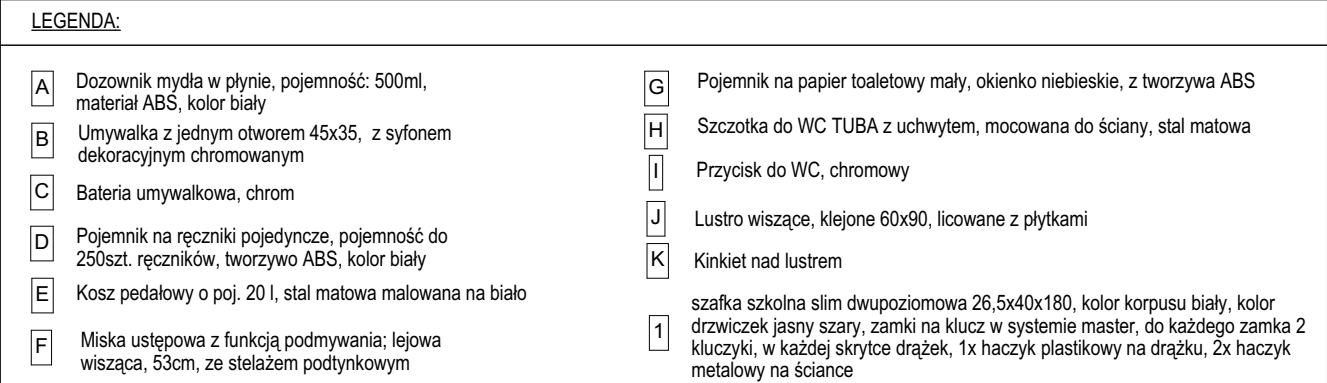 LEGENDA:
A
Dozownik mydła w płynie, pojemność: 500ml,
materiał ABS, kolor biały
B
Umywalka z jednym otworem 45x35, z syfonem
dekoracyjnym chromowanym
C
Bateria umywalkowa, chrom
D
Pojemnik na ręczniki pojedyncze, pojemność do
250szt. ręczników, tworzywo ABS, kolor biały
E
Kosz pedałowy o poj. 20 l, stal matowa malowana na biało
F
Miska ustępowa z funkcją podmywania; lejowa
wisząca, 53cm, ze stelażem podtynkowym
G
Pojemnik na papier toaletowy mały, okienko niebieskie, z tworzywa ABS
H
Szczotka do WC TUBA z uchwytem, mocowana do ściany, stal matowa
I
Przycisk do WC, chromowy
J
Lustro wiszące, klejone 60x90, licowane z płytkami
K
Kinkiet nad lustrem
1
szafka szkolna slim dwupoziomowa 26,5x40x180, kolor korpusu biały, kolor
drzwiczek jasny szary, zamki na klucz w systemie master, do każdego zamka 2
kluczyki, w każdej skrytce drążek, 1x haczyk plastikowy na drążku, 2x haczyk
metalowy na ściance